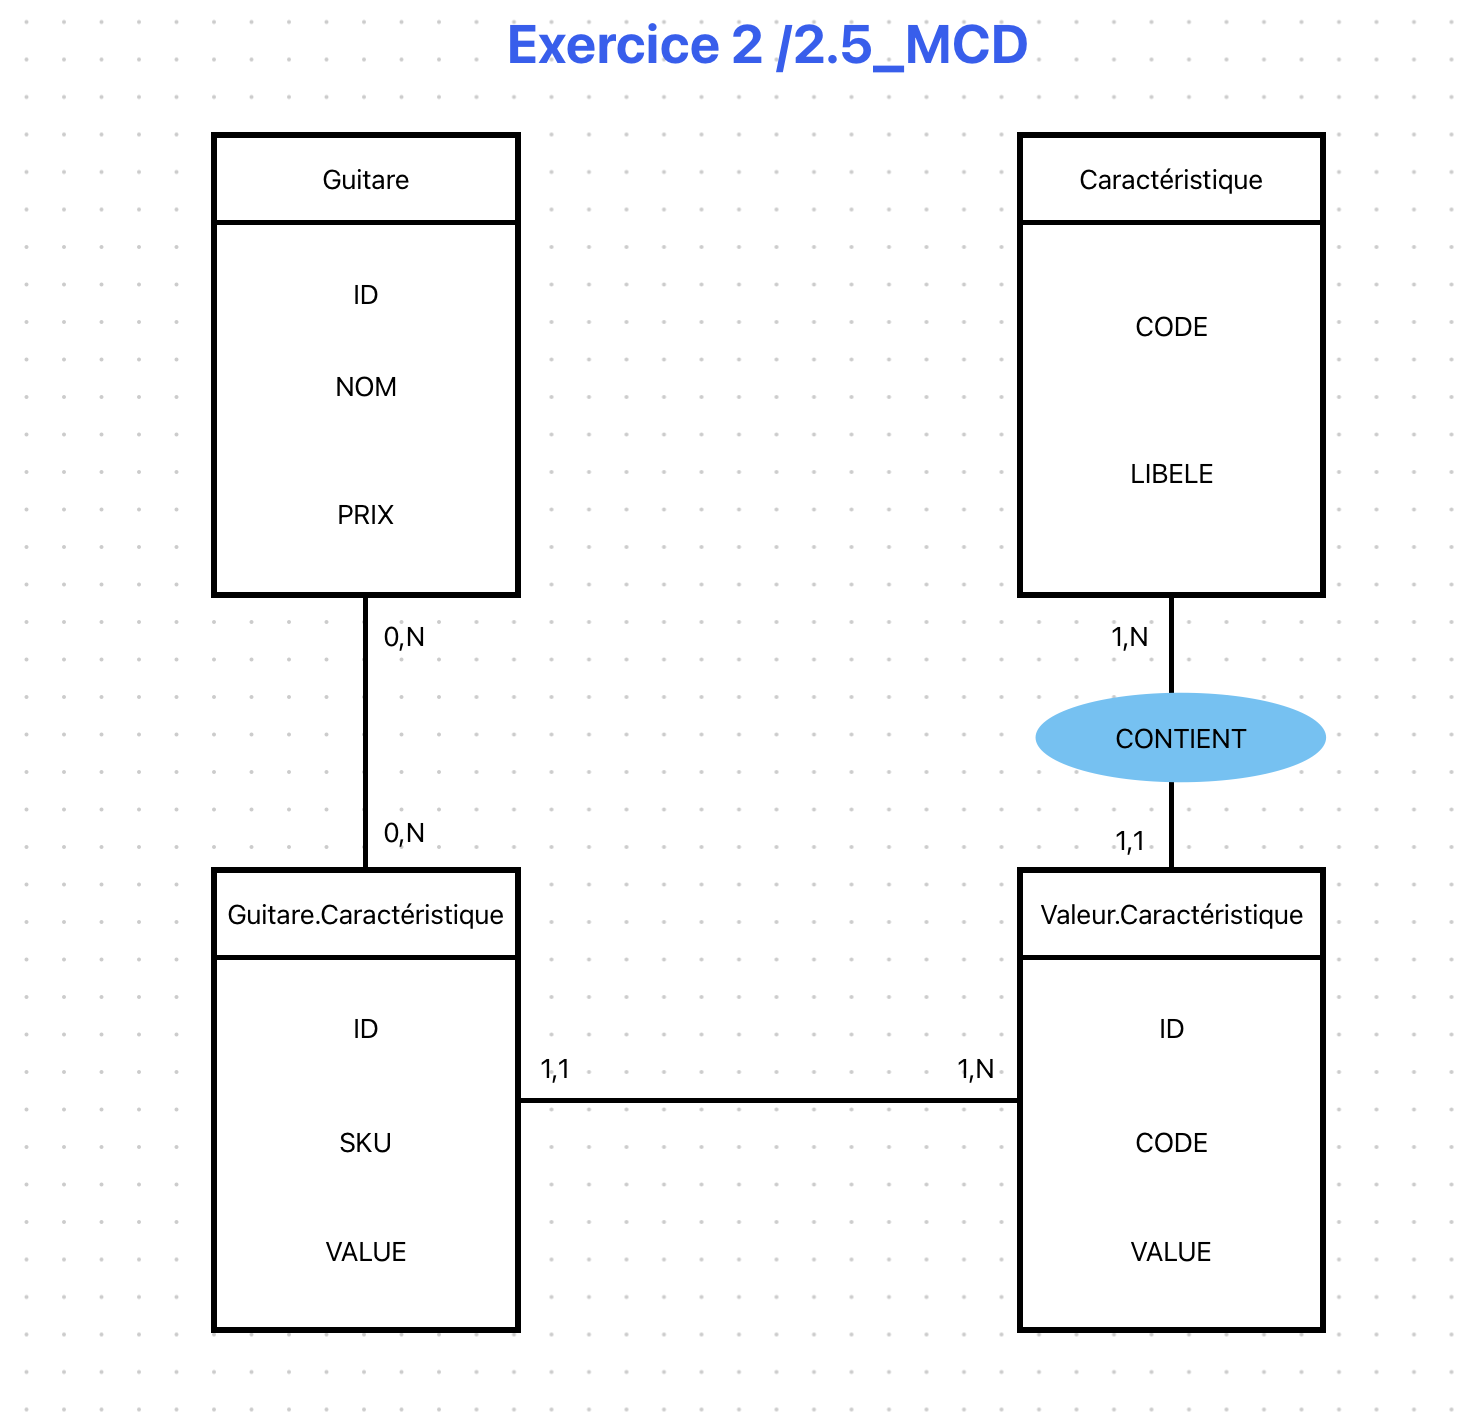 Exercice 2 /2.5_MCD
Guitare
ID
NOM
PRIX
Caractéristique
CODE
LIBELE
0,N
0,N
1,N
CONTIENT
1,1
Guitare.Caractéristique
ID
SKU
VALUE
1,1
1,N
Valeur.Caractéristique
ID
CODE
VALUE